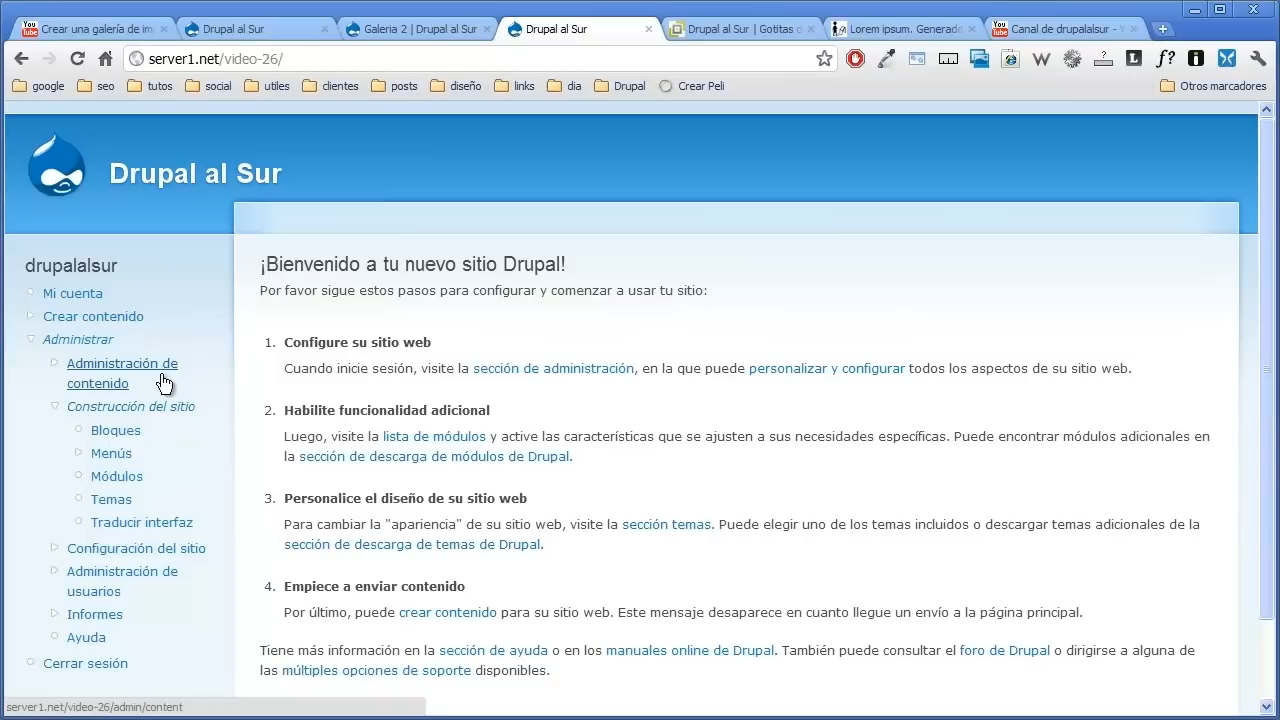 Crear una galería de im
Drupal al Sur
Galeria 2 | Drupal al Sur
Drupal al Sur
Drupal al Sur | Gotitas d
Lorem ipsum. Generado
Canal de drupalalsur - Y
server1.net/video-26/
google
seo
tutos
social
utiles
clientes
posts
diseño
links
dia
Drupal
Crear Peli
Otros marcadores
Drupal al Sur
drupalalsur
Mi cuenta
Crear contenido
Administrar
Administración de
contenido
Construcción del sitio
Bloques
Menús
Módulos
Temas
Traducir interfaz
Configuración del sitio
Administración de
usuarios
Informes
Ayuda
Cerrar sesión
¡Bienvenido a tu nuevo sitio Drupal!
Por favor sigue estos pasos para configurar y comenzar a usar tu sitio:
1. Configure su sitio web
Cuando inicie sesión, visite la sección de administración, en la que puede personalizar y configurar todos los aspectos de su sitio web.
2. Habilite funcionalidad adicional
Luego, visite la lista de módulos y active las características que se ajusten a sus necesidades específicas. Puede encontrar módulos adicionales en
la sección de descarga de módulos de Drupal.
3. Personalice el diseño de su sitio web
Para cambiar la "apariencia" de su sitio web, visite la sección temas. Puede elegir uno de los temas incluidos o descargar temas adicionales de la
sección de descarga de temas de Drupal.
4. Empiece a enviar contenido
Por último, puede crear contenido para su sitio web. Este mensaje desaparece en cuanto llegue un envío a la página principal.
Tiene más información en la sección de ayuda o en los manuales online de Drupal. También puede consultar el foro de Drupal o dirigirse a alguna de
las múltiples opciones de soporte disponibles.
server1.net/video-26/admin/content